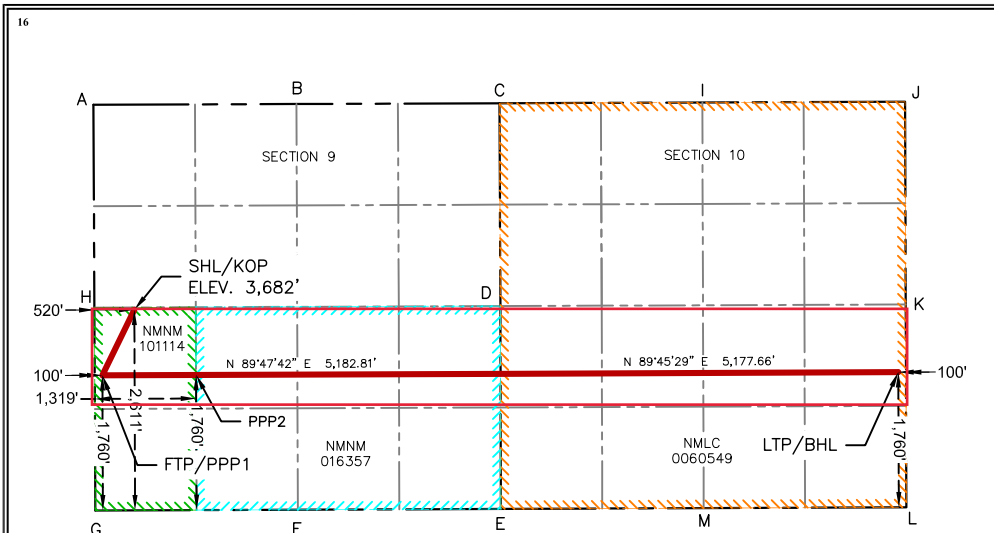 16
A
B
C
I
J
SECTION 9
SECTION 10
SHL/KOP
ELEV. 3,682'
H
D
K
520'
NMNM
101114
N 89°47'42" E 5,182.81'
N 89°45'29" E 5,177.66'
100'
100'
1,319'
2,611'
1,760'
1,760'
1,760'
PPP2
NMNM
016357
NMLC
0060549
LTP/BHL
FTP/PPP1
G
F
E
M
L